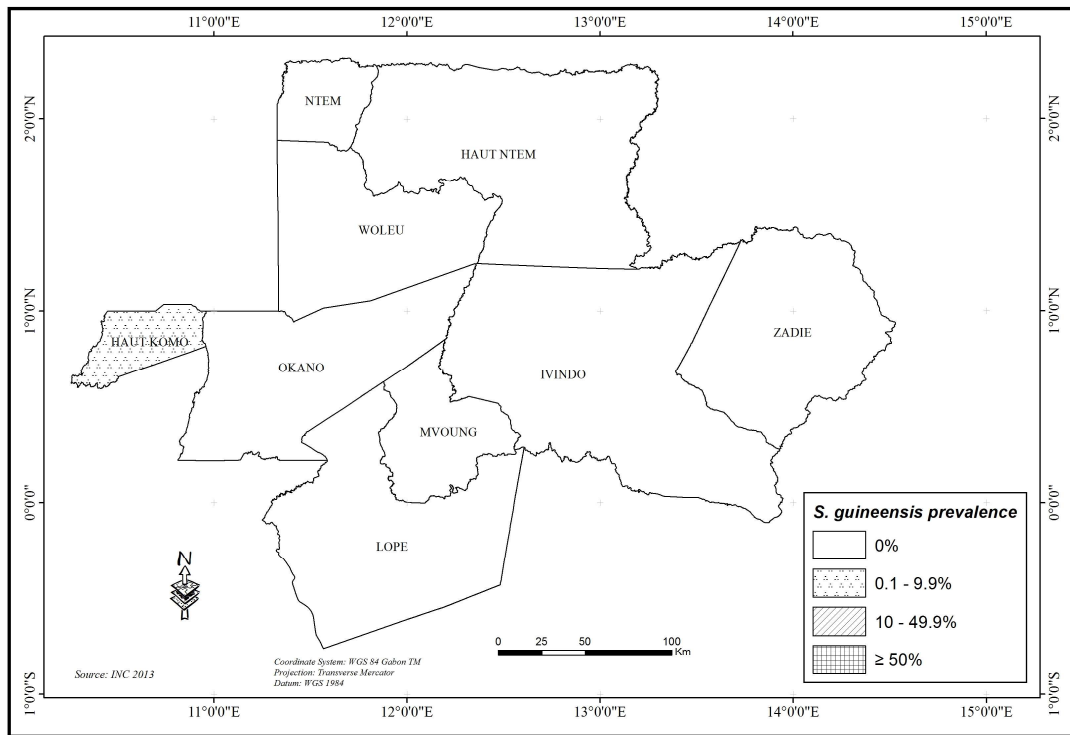 11°0'0"E 12°0'0"E 13°0'0"E 14°0'0"E 15°0'0"E
2°0'0"N
2°0'0"N
NTEM
HAUT NTEM
WOLEU
1°0'0"N
1°0'0"N
HAUT KOMO
ZADIE
OKANO
IVINDO
MVOUNG
0°0'0"
0°0'0"
LOPE
S. guineensis prevalence
0%
0.1 - 9.9%
10 - 49.9%
≥ 50%
N
0 25 50 100
Km
Coordinate System: WGS 84 Gabon TM
Projection: Transverse Mercator
Datum: WGS 1984
Source: INC 2013
1°0'0"S
1°0'0"S
11°0'0"E 12°0'0"E 13°0'0"E 14°0'0"E 15°0'0"E